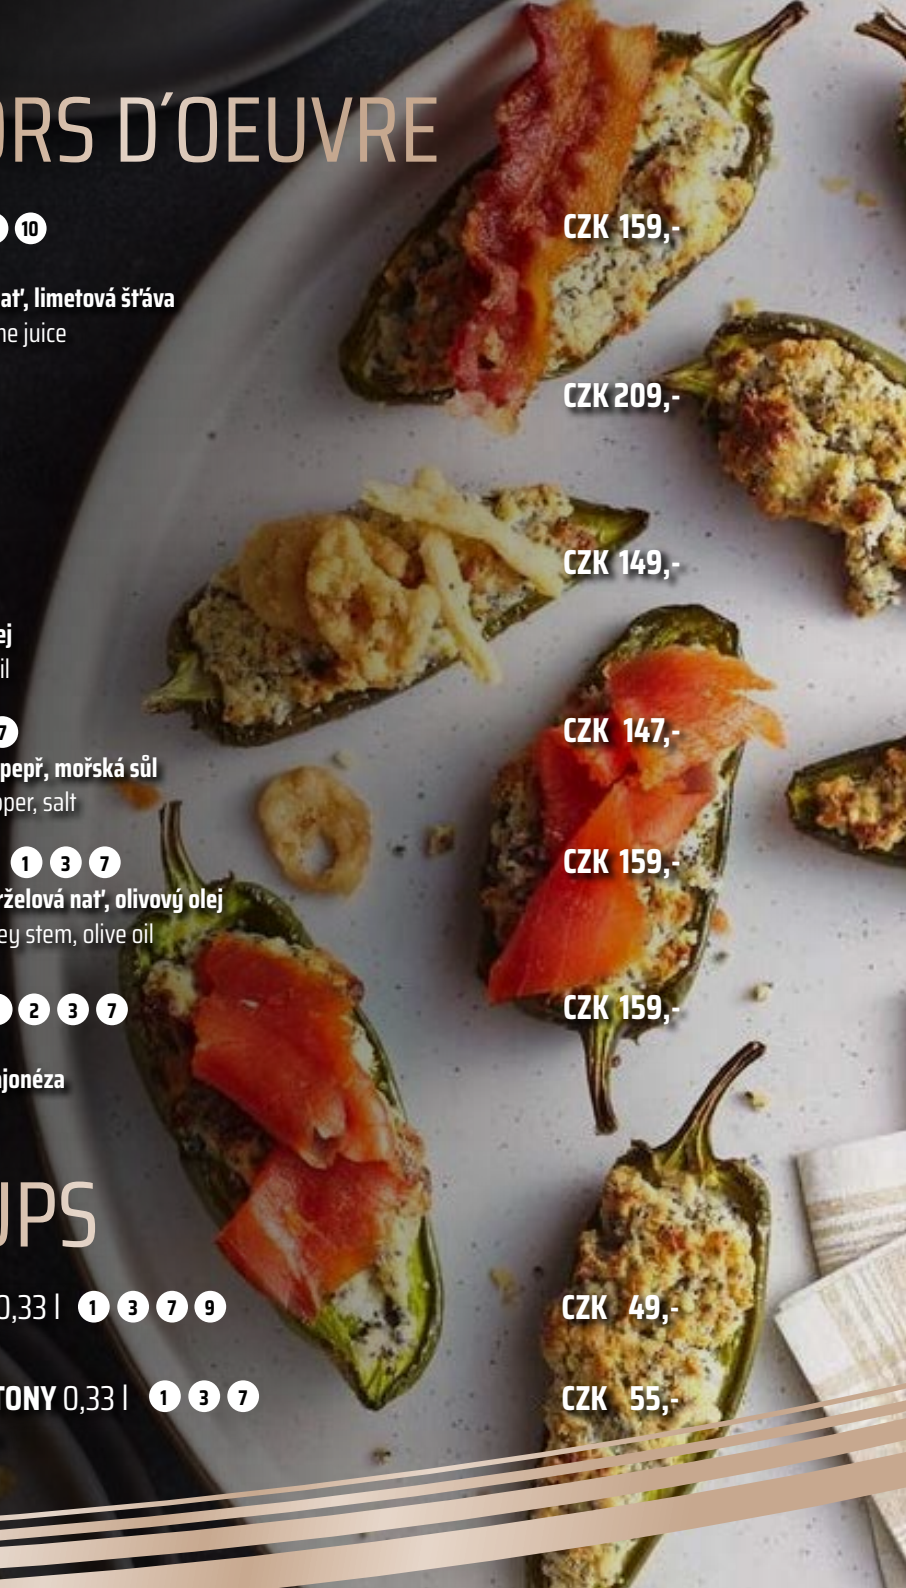 ORS D´OEUVRE
10 CZK 159,-
ať, limetová šťáva
ne juice
CZK 209,-
CZK 149,-
ej
il
7 CZK 147,-
pepř, mořská sůl
per, salt
1 3 7 CZK 159,-
rželová nať, olivový olej
ey stem, olive oil
2 3 7 CZK 159,-
jonéza
UPS
0,33 l 1 3 7 9 CZK 49,-
TONY 0,33 l 1 3 7 CZK 55,-